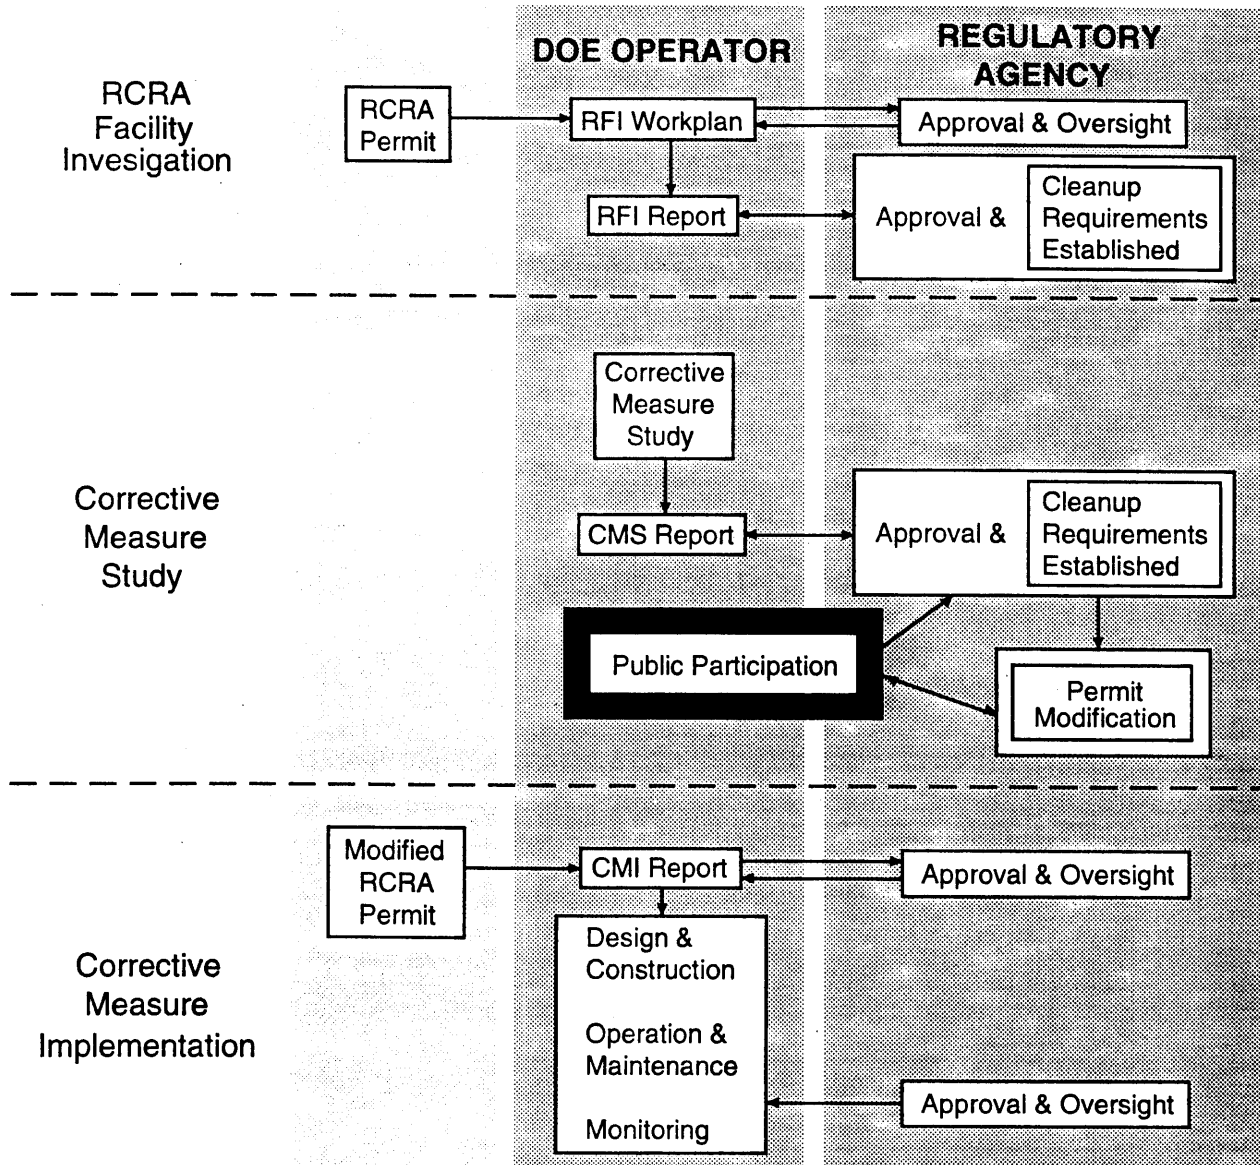 DOE OPERATOR
REGULATORY
AGENCY
RCRA
Facility
Invesigation
RCRA
Permit
RFI Workplan
Approval & Oversight
RFI Report
Approval &
Cleanup
Requirements
Established
Corrective
Measure
Study
Corrective
Measure
Study
CMS Report
Approval &
Cleanup
Requirements
Established
Public Participation
Permit
Modification
Corrective
Measure
Implementation
Modified
RCRA
Permit
CMI Report
Approval & Oversight
Design &
Construction
Operation &
Maintenance
Monitoring
Approval & Oversight